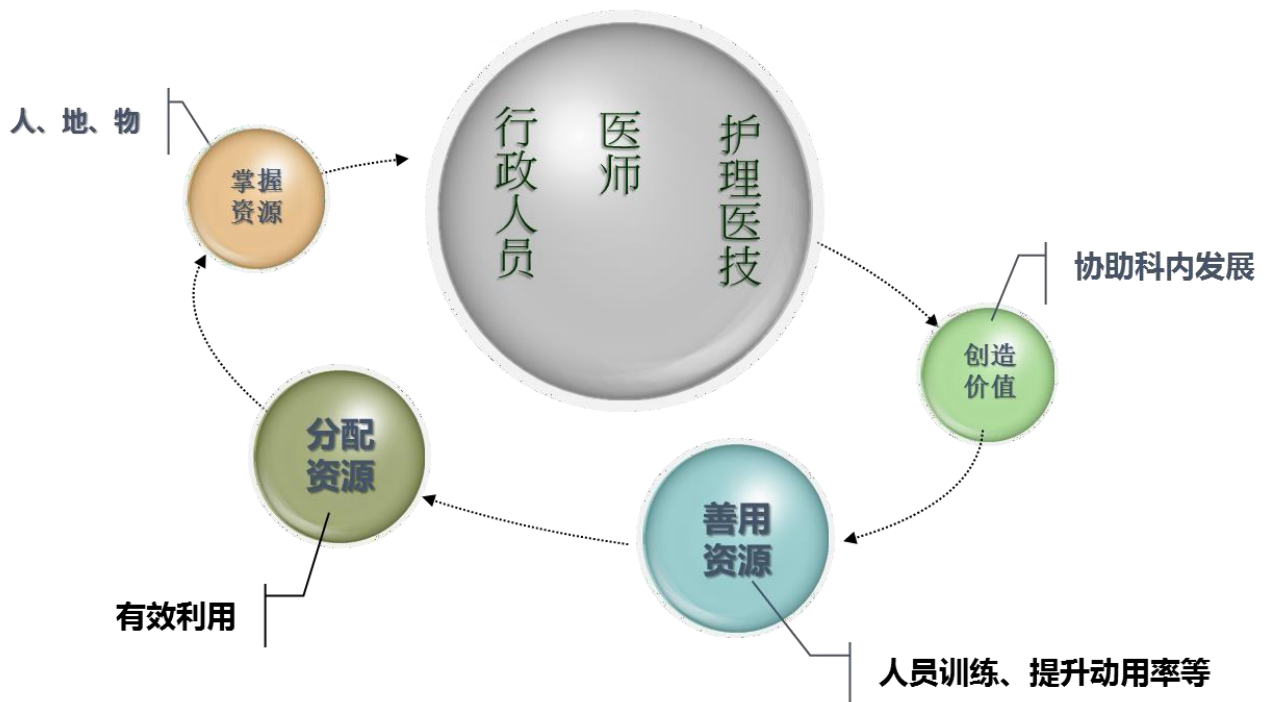 人、地、物
掌握
资源
行政人员
医师
护理医技
协助科内发展
创造
价值
善用
资源
人员训练、提升动用率等
分配
资源
有效利用